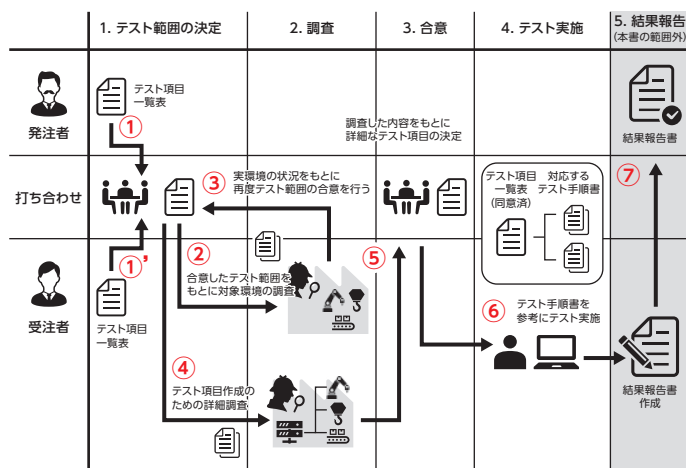 1. テスト範囲の決定
2. 調査
3. 合意
4. テスト実施
5. 結果報告
(本書の範囲外)
発注者
テスト項目
一覧表
①
調査した内容をもとに
詳細なテスト項目の決定
結果報告書
打ち合わせ
③
実環境の状況をもとに
再度テスト範囲の合意を行う
テスト項目
一覧表
(同意済)
対応する
テスト手順書
⑦
受注者
①’
テスト項目
一覧表
②
合意したテスト範囲を
もとに対象環境の調査
⑤
④
テスト項目作成の
ための詳細調査
⑥
テスト手順書を
参考にテスト実施
結果報告書
作成